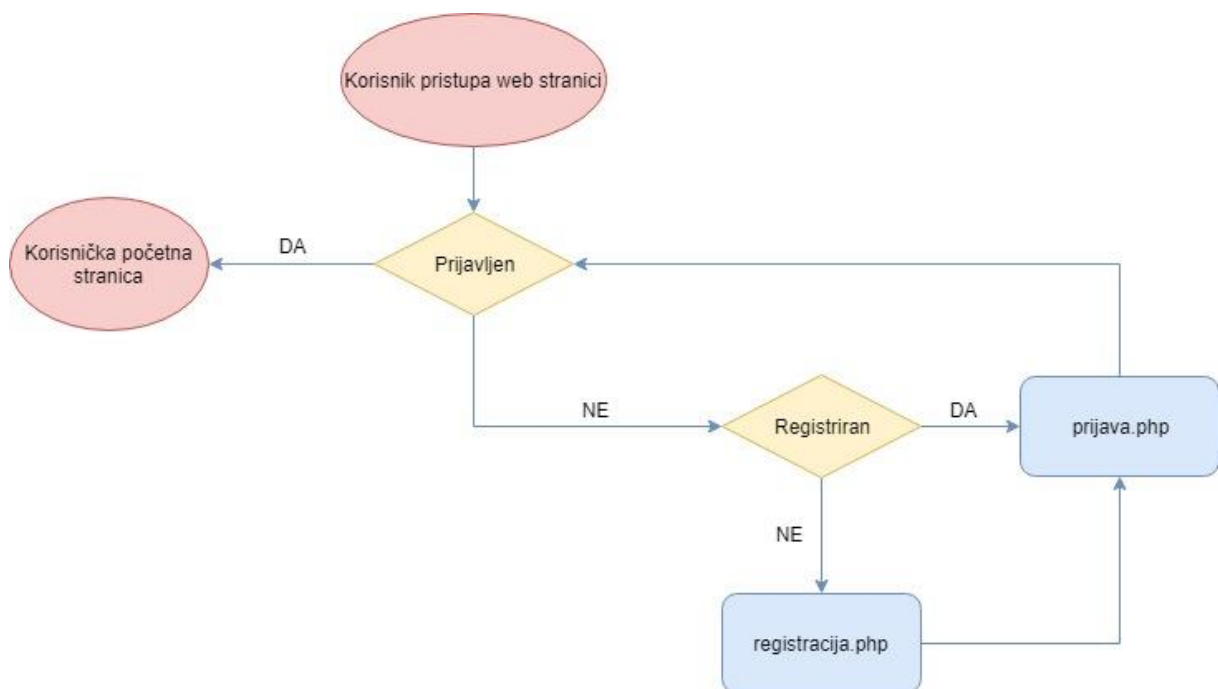 Korisnik pristupa web stranici
Korisnička početna
stranica
DA
Prijavljen
NE
Registriran
DA
prijava.php
NE
registracija.php